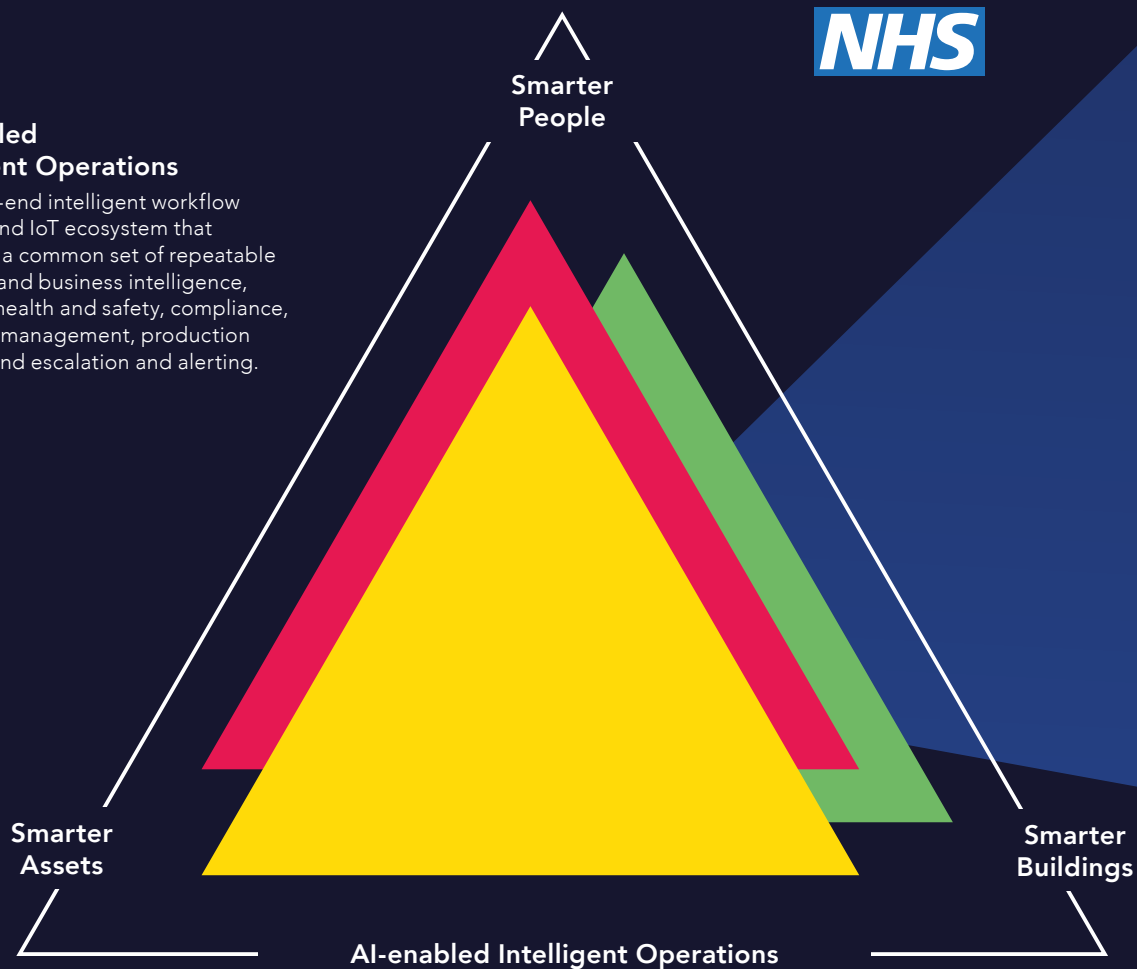 NHS
Smarter
People
led
nt Operations
-end intelligent workflow
nd IoT ecosystem that
a common set of repeatable
and business intelligence,
health and safety, compliance,
management, production
nd escalation and alerting.
Smarter
Assets
Smarter
Buildings
AI-enabled Intelligent Operations